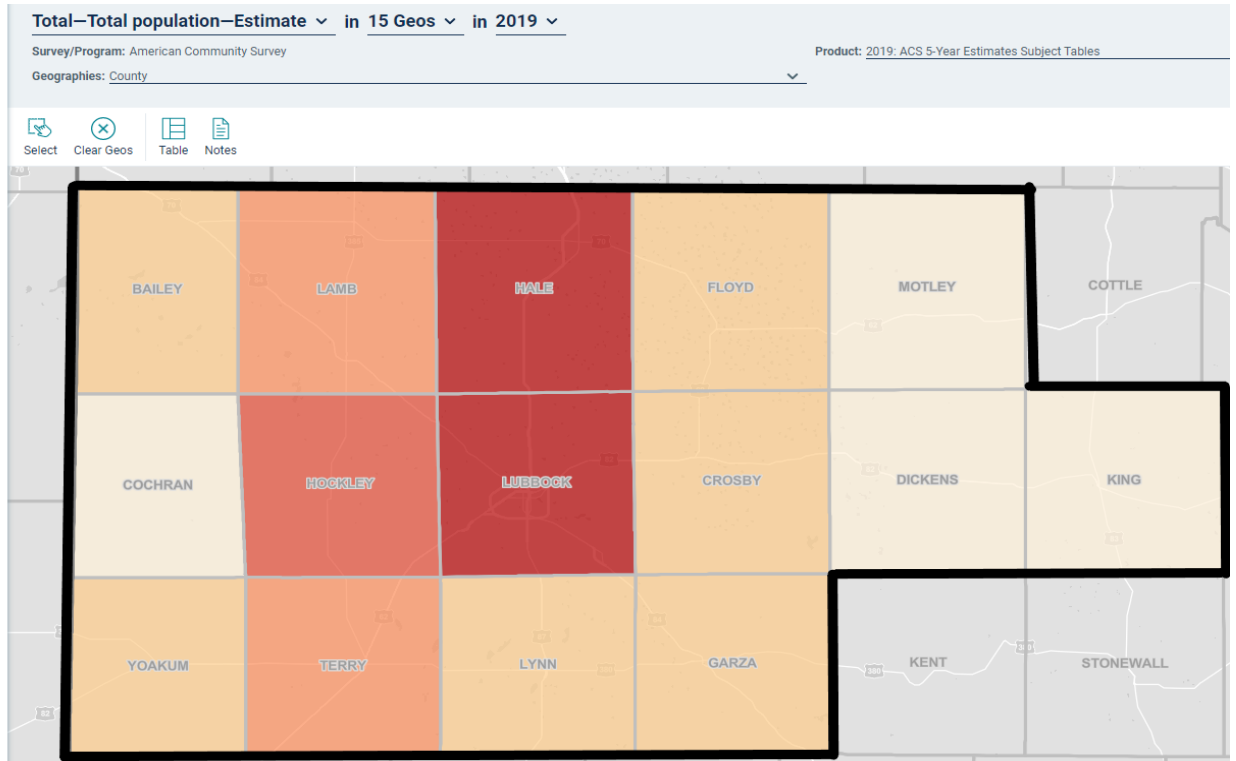 Total—Total population—Estimate in 15 Geos in 2019
Survey/Program: American Community Survey
Product: 2019: ACS 5-Year Estimates Subject Tables
Geographies: County
Select Clear Geos Table Notes
BAILEY LAMB HALE FLOYD MOTLEY COTTLE
COCHRAN HOCKLEY LUBBOCK CROSBY DICKENS KING
YOAKUM TERRY LYNN GARZA KENT STONEWALL
380